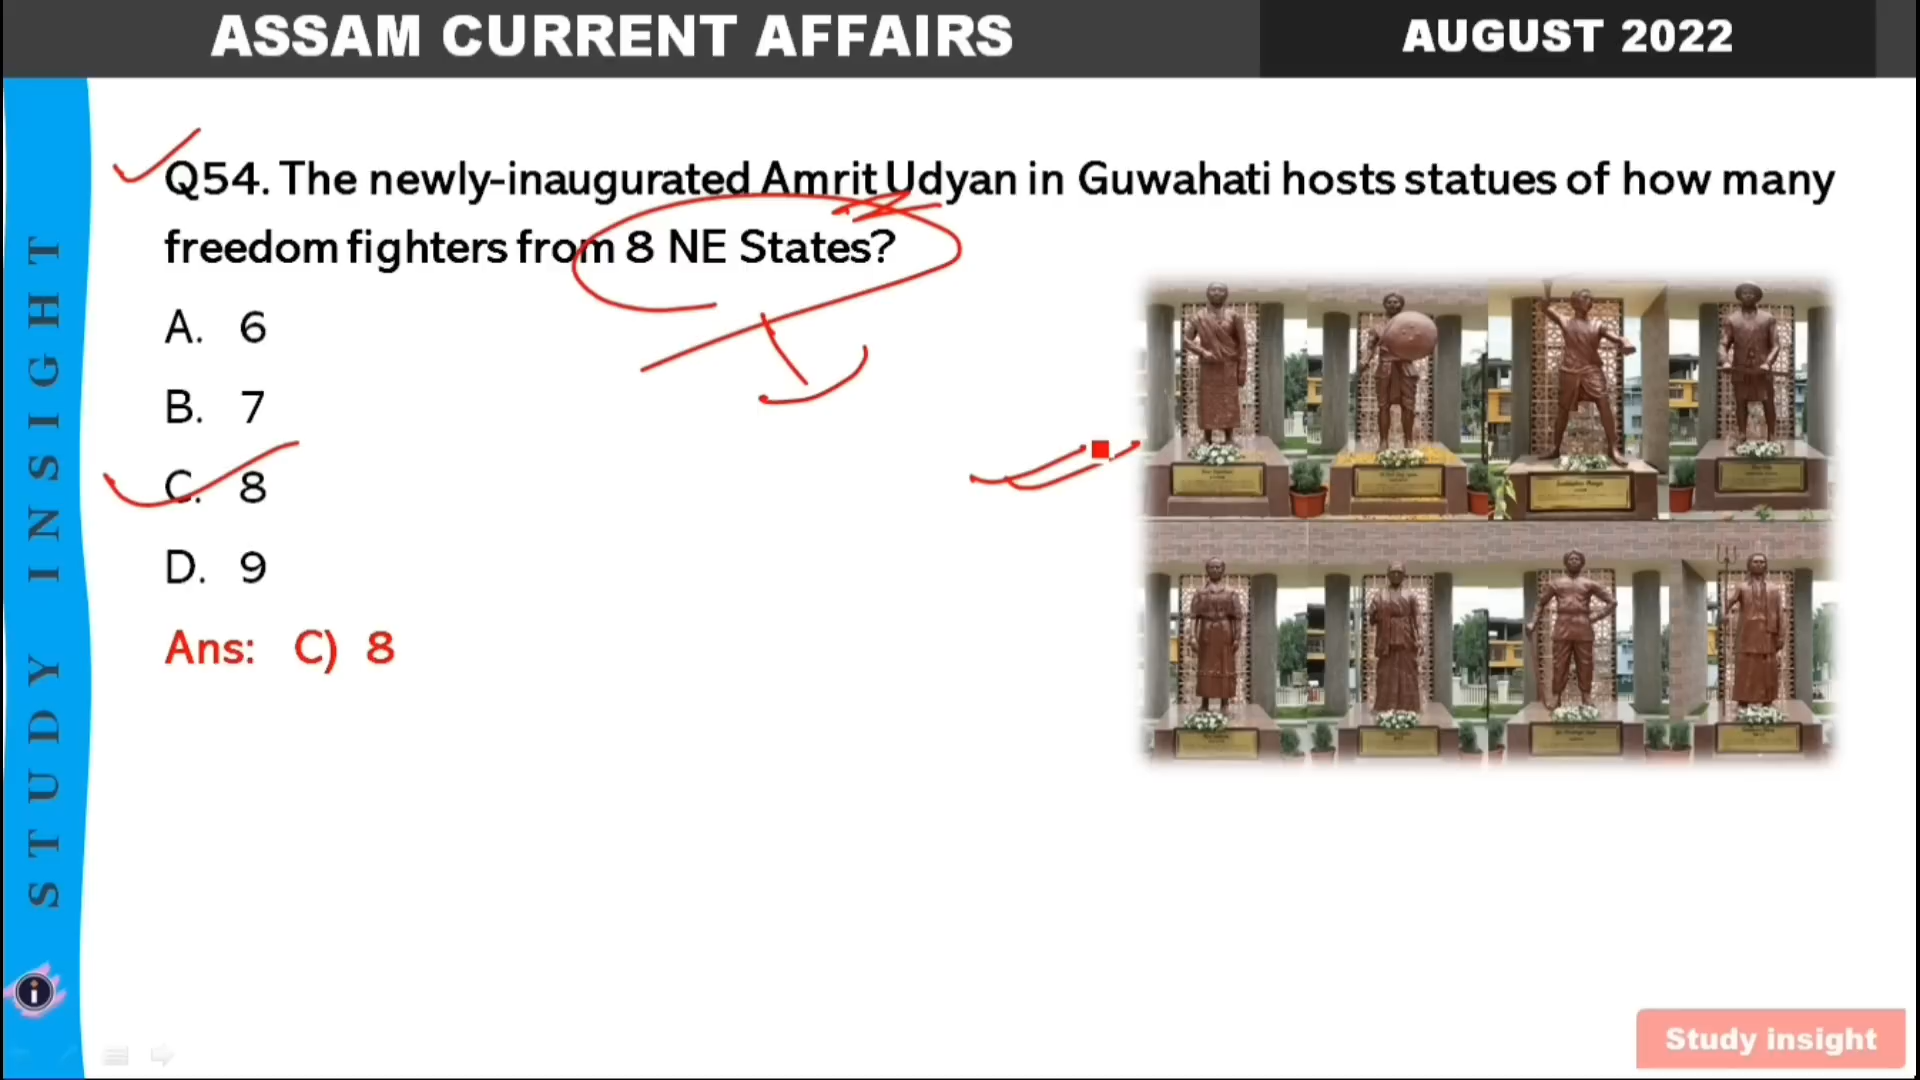 ASSAM CURRENT AFFAIRS
AUGUST 2022
Q54. The newly-inaugurated Amrit Udyan in Guwahati hosts statues of how many
freedom fighters from 8 NE States?
A. 6
B. 7
C. 8
D. 9
Ans: C) 8
STUDY INSIGHT
i
Study insight